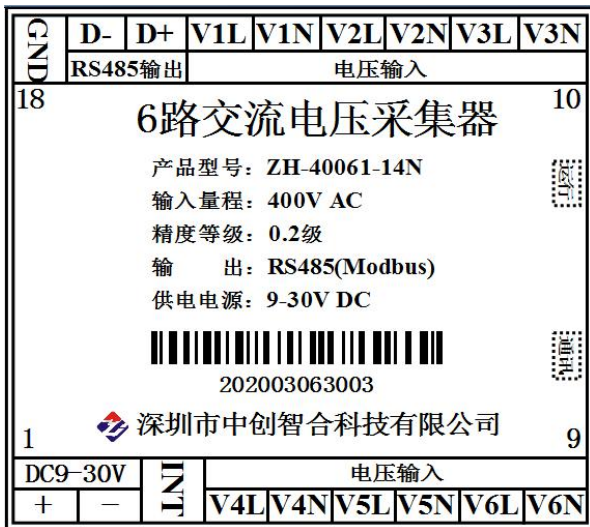 GND D- D+ V1L V1N V2L V2N V3L V3N
RS485输出 电压输入
18 10
6路交流电压采集器
产品型号：ZH-40061-14N
运行
输入量程：400V AC
精度等级：0.2级
输 出：RS485(Modbus)
供电电源：9-30V DC
通讯
202003063003
深圳市中创智合科技有限公司
1 9
DC9-30V INT 电压输入
+ - V4L V4N V5L V5N V6L V6N